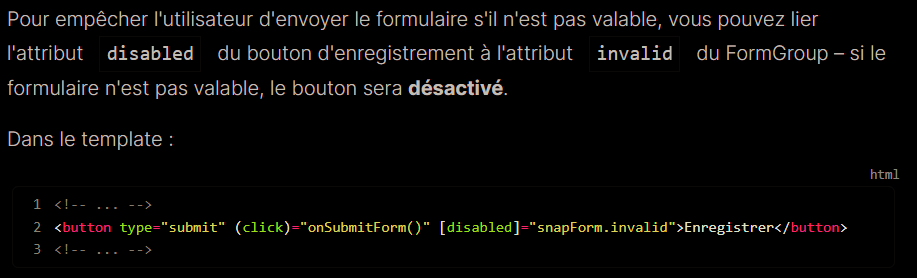 Pour empêcher l'utilisateur d'envoyer le formulaire s'il n'est pas valable, vous pouvez lier
l'attribut disabled du bouton d'enregistrement à l'attribut invalid du FormGroup – si le
formulaire n'est pas valable, le bouton sera désactivé.
Dans le template :
html
1 <!-- ... -->
2 <button type="submit" (click)="onSubmitForm()" [disabled]="snapForm.invalid">Enregistrer</button>
3 <!-- ... -->